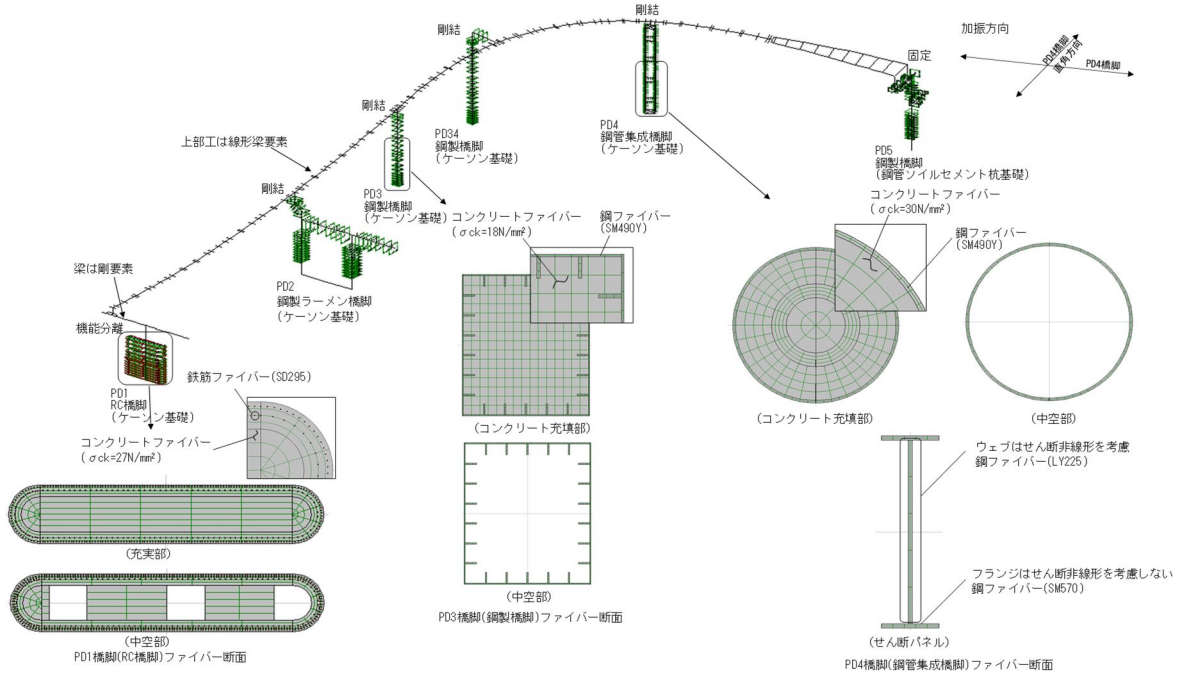 剛結
剛結
固定
加振方向
PD4橋脚
直角方向
PD4橋脚
剛結
PD34
鋼製橋脚
(ケーソン基礎)
PD4
鋼管集成橋脚
(ケーソン基礎)
PD5
鋼製橋脚
(鋼管ソイルセメント杭基礎)
上部工は線形梁要素
剛結
PD3
鋼製橋脚
(ケーソン基礎)
コンクリートファイバー
(σck=18N/mm²)
鋼ファイバー
(SM490Y)
コンクリートファイバー
(σck=30N/mm²)
鋼ファイバー
(SM490Y)
梁は剛要素
PD2
鋼製ラーメン橋脚
(ケーソン基礎)
機能分離
PD1
RC橋脚
(ケーソン基礎)
鉄筋ファイバー(SD295)
コンクリートファイバー
(σck=27N/mm²)
(コンクリート充填部)
(コンクリート充填部)
(中空部)
(充実部)
(中空部)
PD1橋脚(RC橋脚)ファイバー断面
(中空部)
PD3橋脚(鋼製橋脚)ファイバー断面
ウェブはせん断非線形を考慮
鋼ファイバー(LY225)
フランジはせん断非線形を考慮しない
鋼ファイバー(SM570)
(せん断パネル)
PD4橋脚(鋼管集成橋脚)ファイバー断面